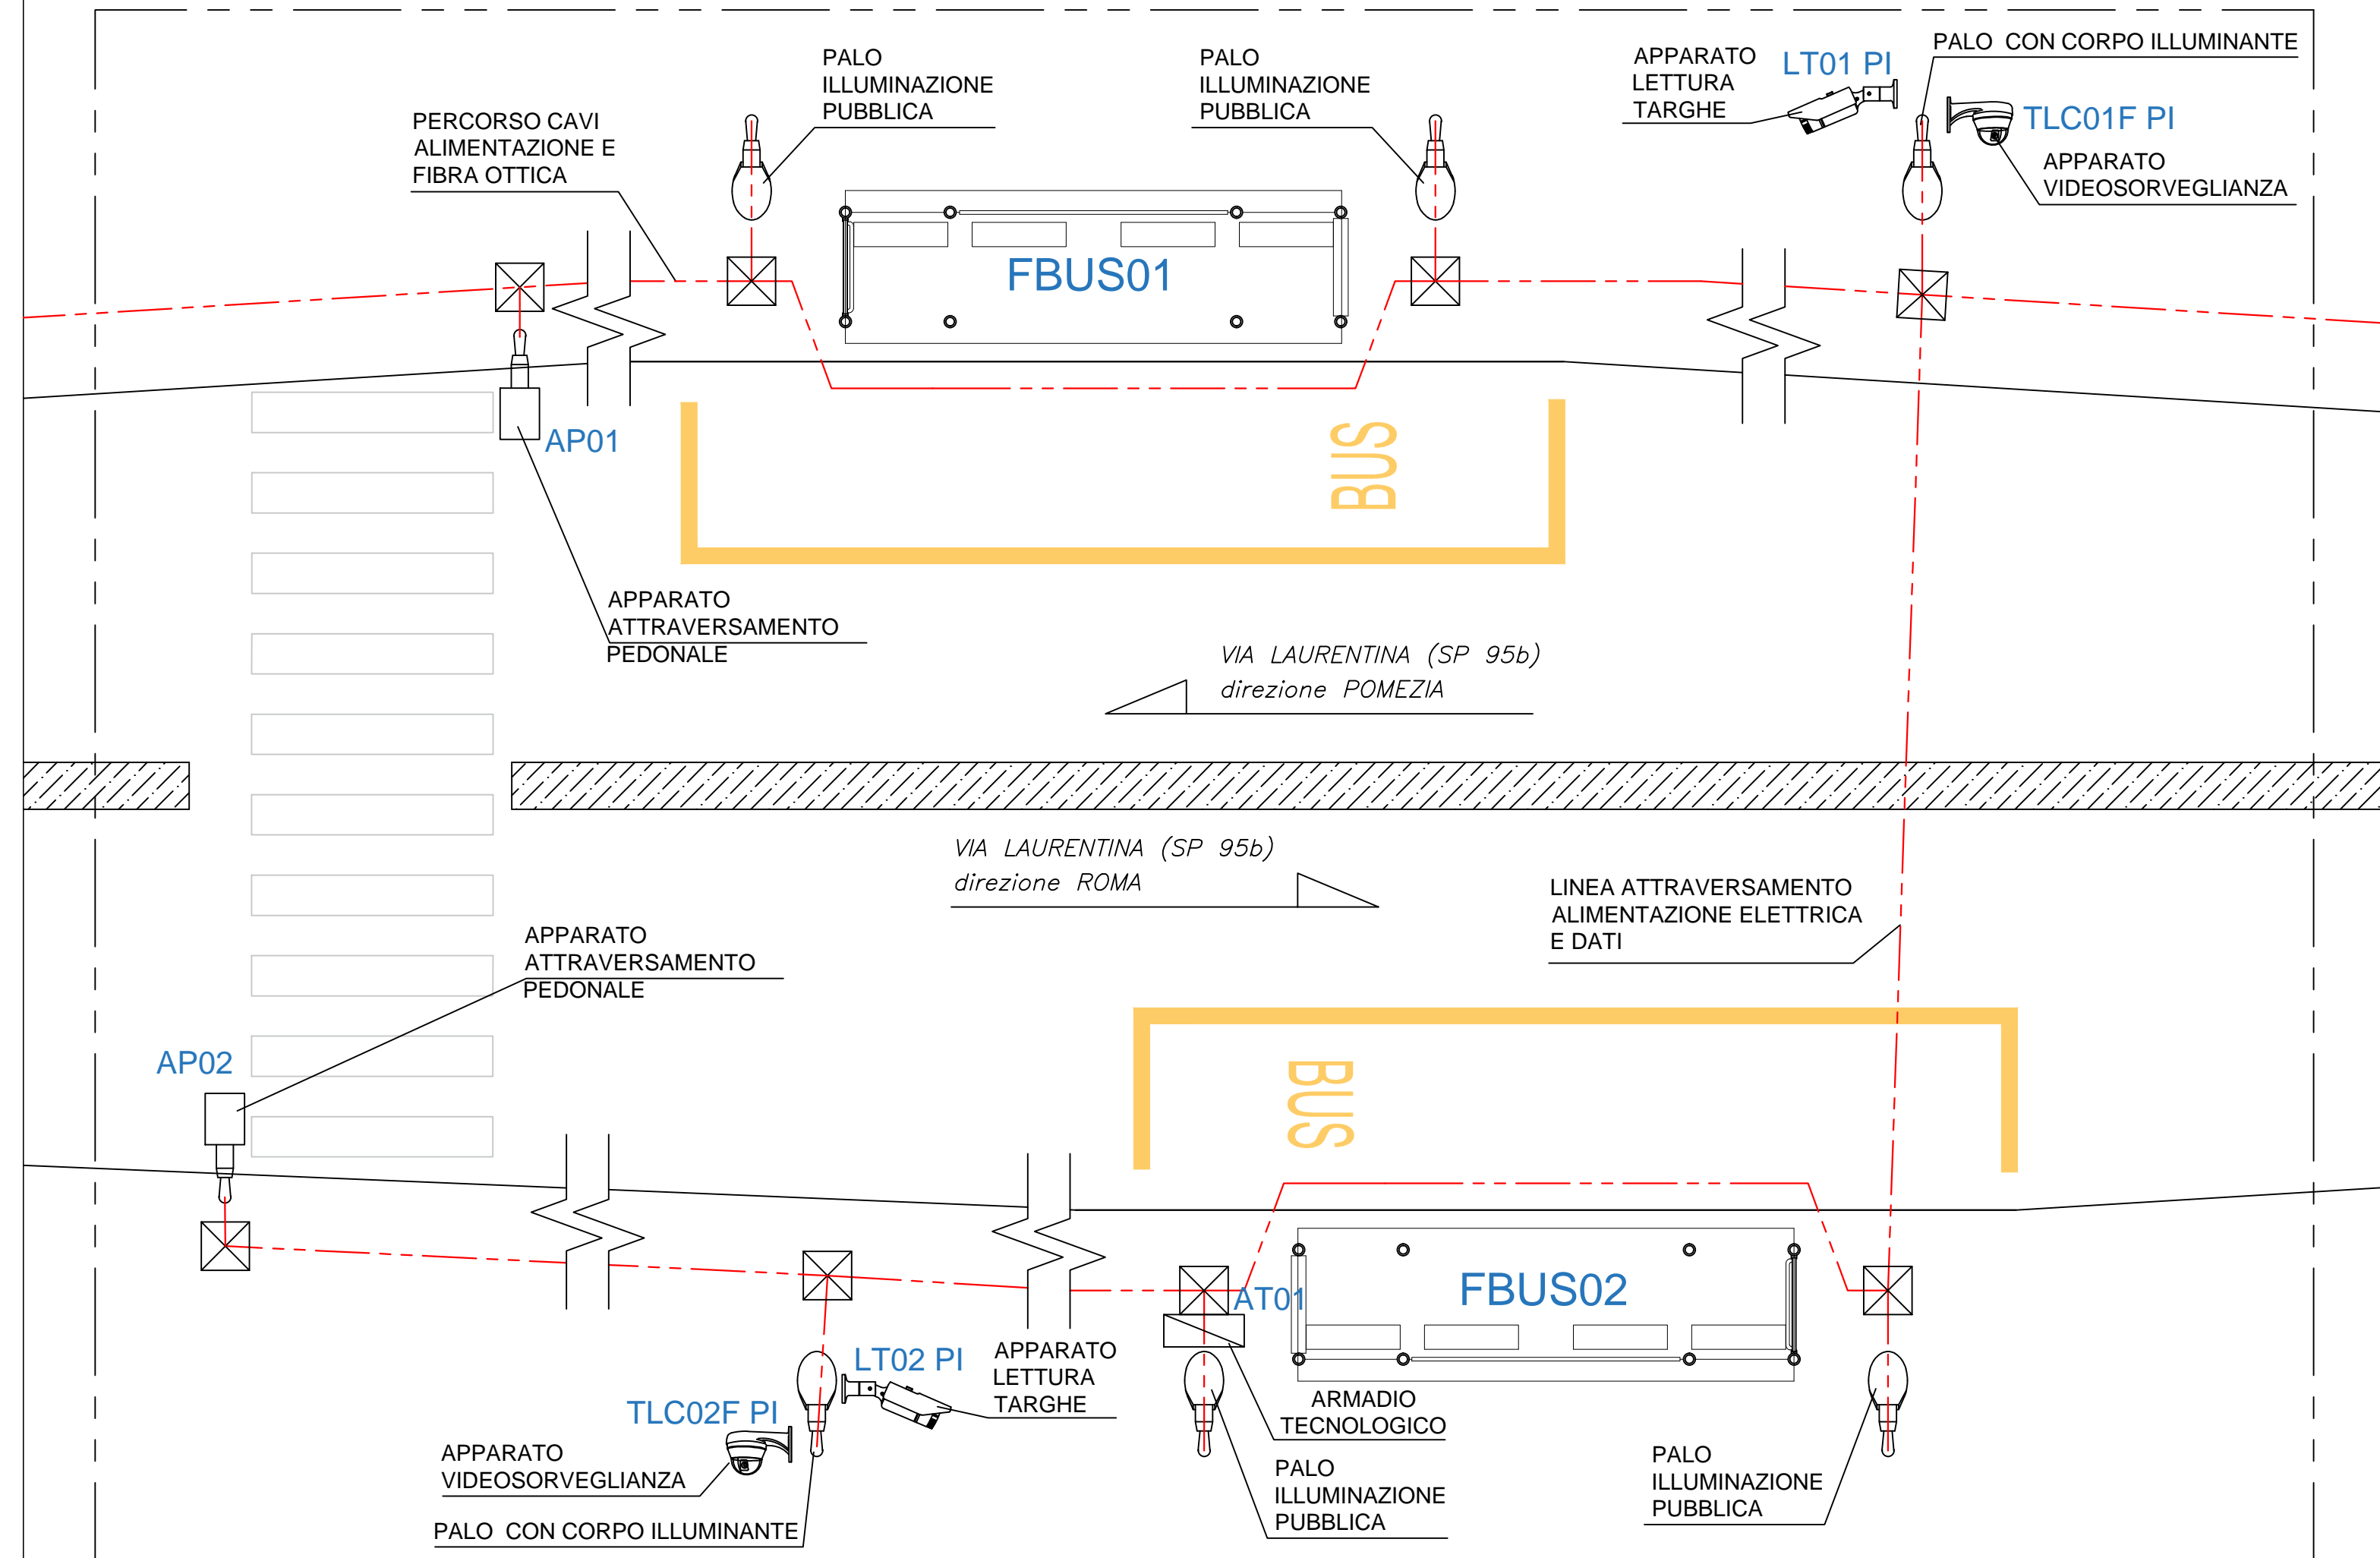 PALO
ILLUMINAZIONE
PUBBLICA
PALO
ILLUMINAZIONE
PUBBLICA
APPARATO
LETTURA
TARGHE
LT01 PI
PALO  CON CORPO ILLUMINANTE
TLC01F PI
APPARATO
VIDEOSORVEGLIANZA
PERCORSO CAVI
ALIMENTAZIONE E
FIBRA OTTICA
FBUS01
AP01
BUS
APPARATO
ATTRAVERSAMENTO
PEDONALE
VIA LAURENTINA (SP 95b)
direzione POMEZIA
VIA LAURENTINA (SP 95b)
direzione ROMA
LINEA ATTRAVERSAMENTO
ALIMENTAZIONE ELETTRICA
E DATI
APPARATO
ATTRAVERSAMENTO
PEDONALE
AP02
BUS
AT01
FBUS02
LT02 PI
APPARATO
LETTURA
TARGHE
TLC02F PI
APPARATO
VIDEOSORVEGLIANZA
PALO  CON CORPO ILLUMINANTE
ARMADIO
TECNOLOGICO
PALO
ILLUMINAZIONE
PUBBLICA
PALO
ILLUMINAZIONE
PUBBLICA